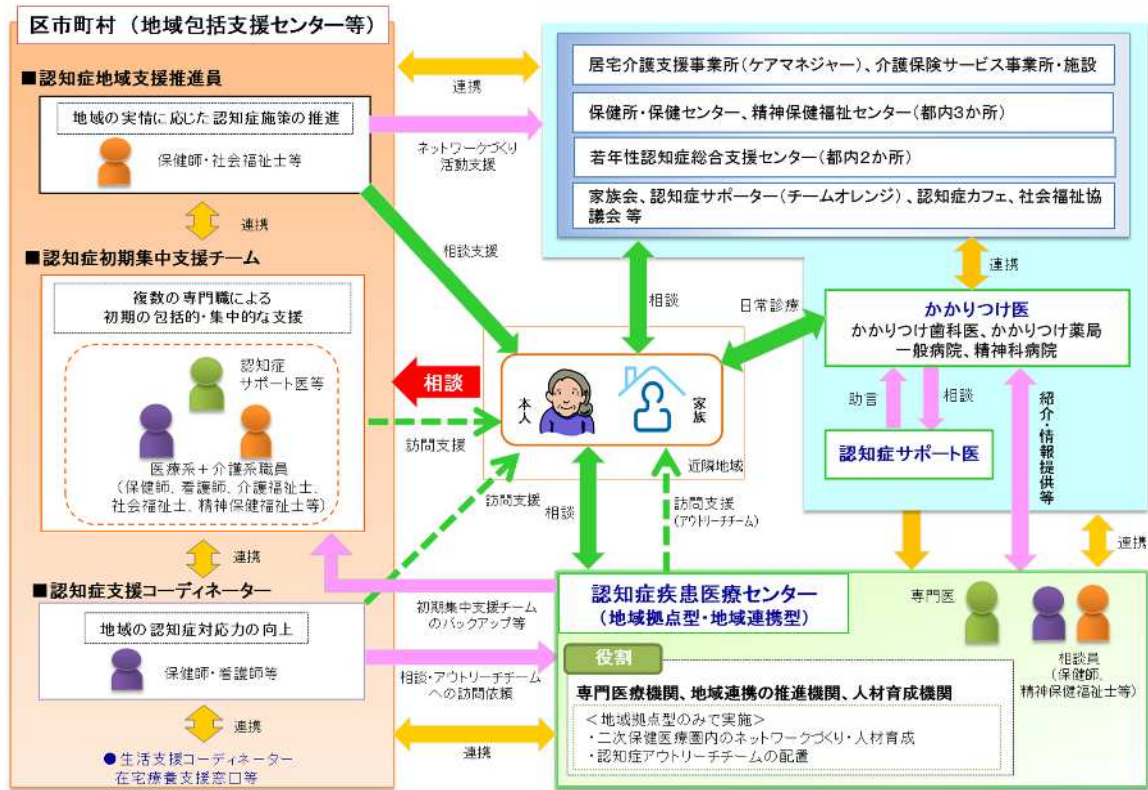 区市町村（地域包括支援センター等）
■認知症地域支援推進員
地域の実情に応じた認知症施策の推進
保健師・社会福祉士等
連携
■認知症初期集中支援チーム
複数の専門職による
初期の包括的・集中的な支援
認知症
サポート医等
医療系＋介護系職員
（保健師、看護師、介護福祉士、
社会福祉士、精神保健福祉士等）
連携
■認知症支援コーディネーター
地域の認知症対応力の向上
保健師・看護師等
連携
●生活支援コーディネーター
在宅療養支援窓口等
連携
ネットワークづくり
活動支援
相談支援
相談
訪問支援
訪問支援
初期集中支援チーム
のバックアップ等
相談・アウトリーチチーム
への訪問依頼
連携
居宅介護支援事業所（ケアマネジャー）、介護保険サービス事業所・施設
保健所・保健センター、精神保健福祉センター（都内３か所）
若年性認知症総合支援センター（都内２か所）
家族会、認知症サポーター（チームオレンジ）、認知症カフェ、社会福祉協
議会 等
相談
日常診療
連携
本人
家族
近隣地域
相談
訪問支援
（アウトリーチチーム）
かかりつけ医
かかりつけ歯科医、かかりつけ薬局
一般病院、精神科病院
助言
相談
認知症サポート医
紹介・情報提供等
連携
認知症疾患医療センター
（地域拠点型・地域連携型）
専門医
相談員
（保健師、
精神保健福祉士等）
役割
専門医療機関、地域連携の推進機関、人材育成機関
＜地域拠点型のみで実施＞
・二次保健医療圏内のネットワークづくり・人材育成
・認知症アウトリーチチームの配置